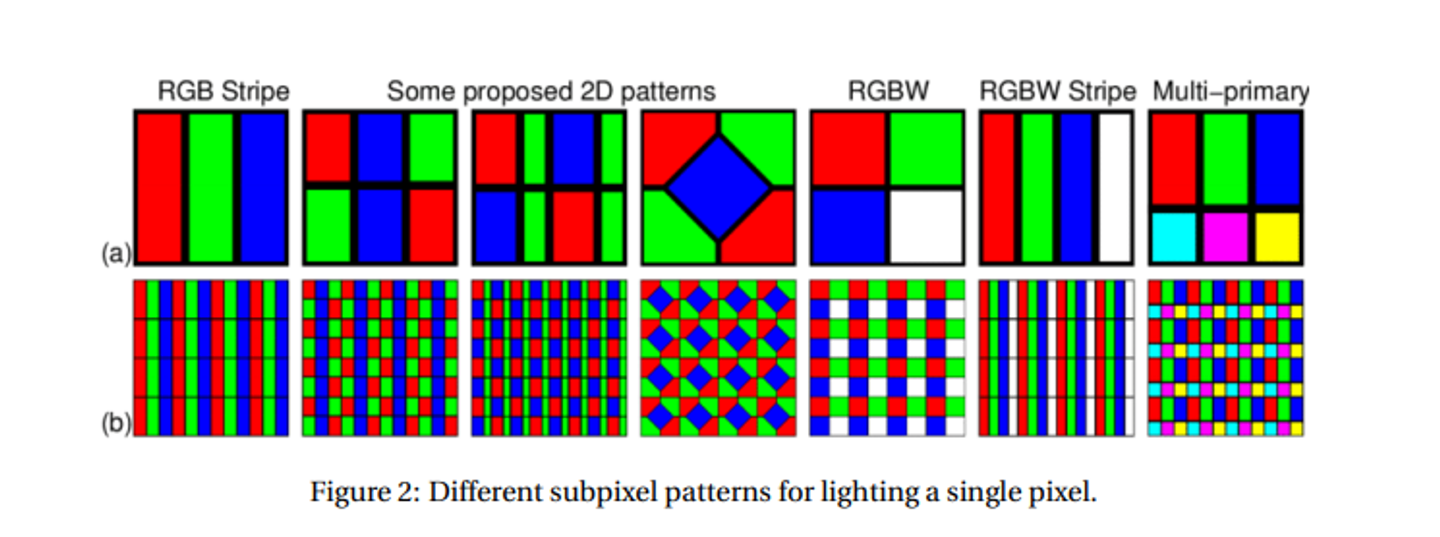 RGB Stripe Some proposed 2D patterns RGBW RGBW Stripe Multi−primary
(a)
(b)
Figure 2: Different subpixel patterns for lighting a single pixel.